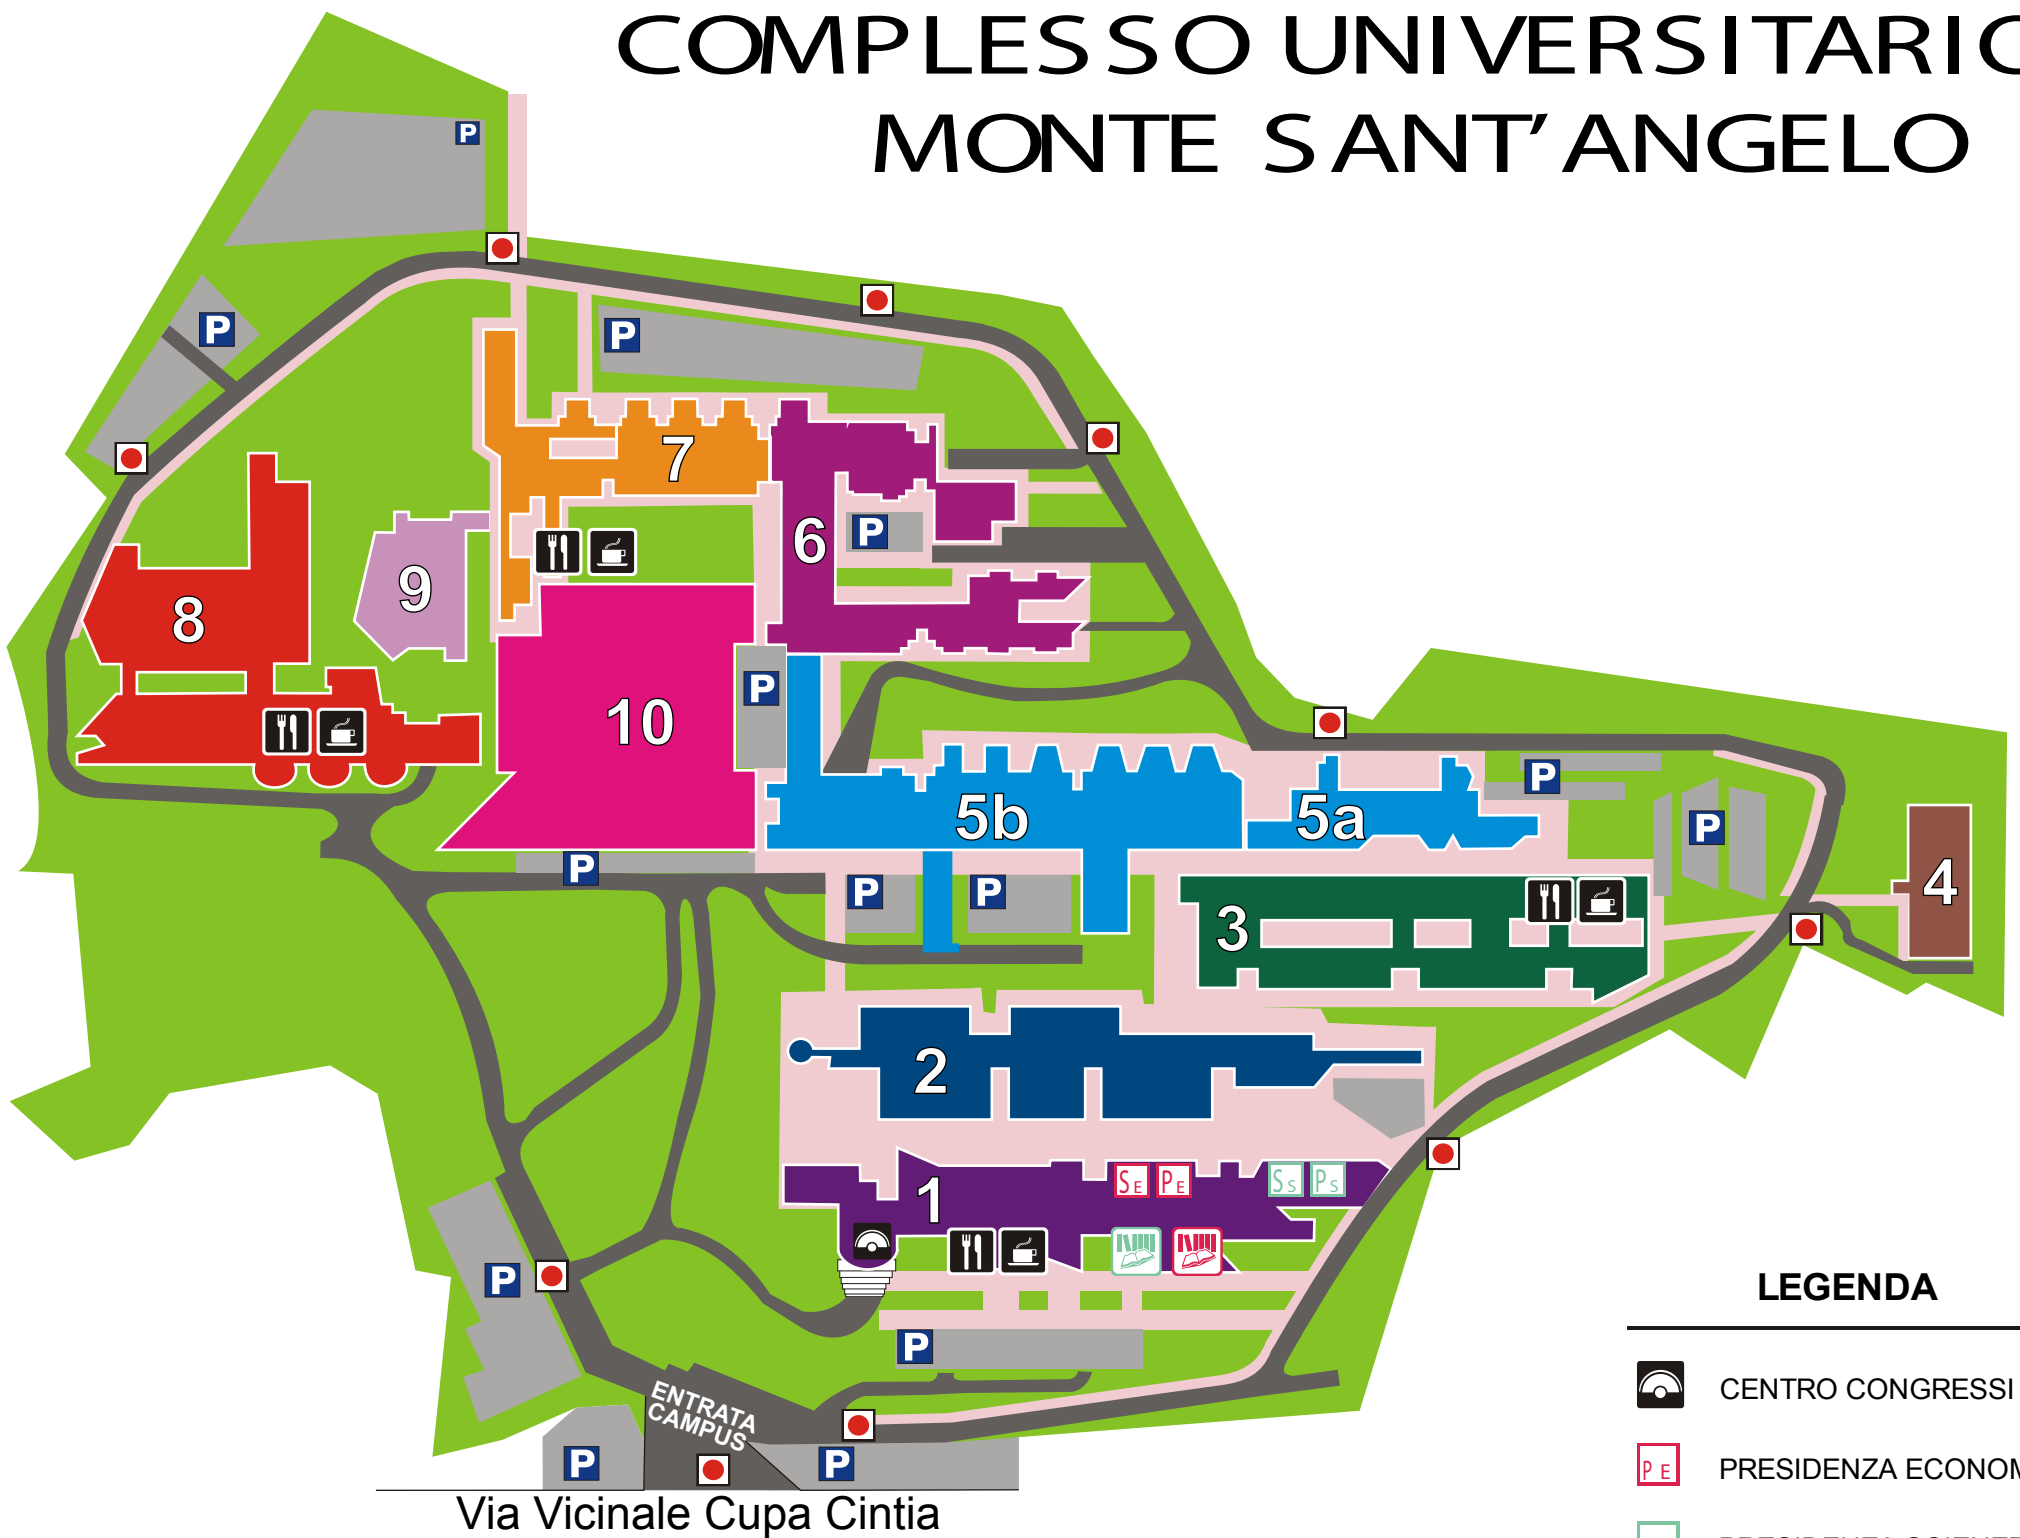 COMPLESSO UNIVERSITARIO
MONTE SANT'ANGELO
P
P
P
7
6
P
9
8
10
P
5b
5a
P
P
4
P
P
P
3
2
1
SE
PE
SS
PS
P
P
ENTRATA
CAMPUS
P
P
Via Vicinale Cupa Cintia
LEGENDA
CENTRO CONGRESSI
PE
PRESIDENZA ECONOM